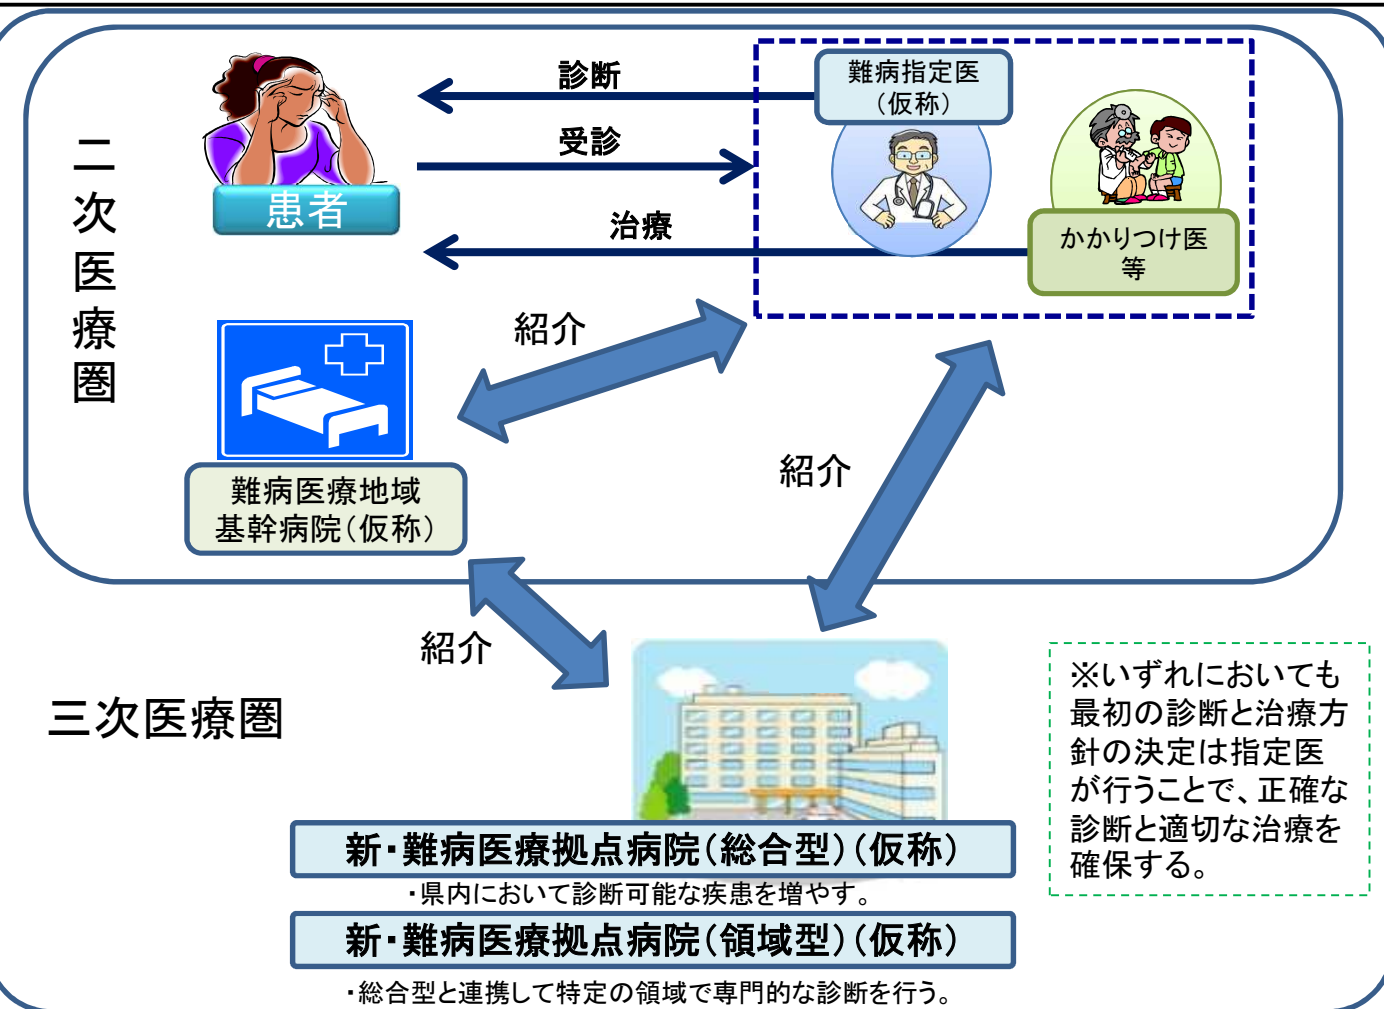 二次医療圏
診断
受診
治療
患者
難病指定医
（仮称）
かかりつけ医
等
紹介
難病医療地域
基幹病院（仮称）
紹介
紹介
三次医療圏
※いずれにおいても
最初の診断と治療方
針の決定は指定医
が行うことで、正確な
診断と適切な治療を
確保する。
新・難病医療拠点病院（総合型）（仮称）
・県内において診断可能な疾患を増やす。
新・難病医療拠点病院（領域型）（仮称）
・総合型と連携して特定の領域で専門的な診断を行う。